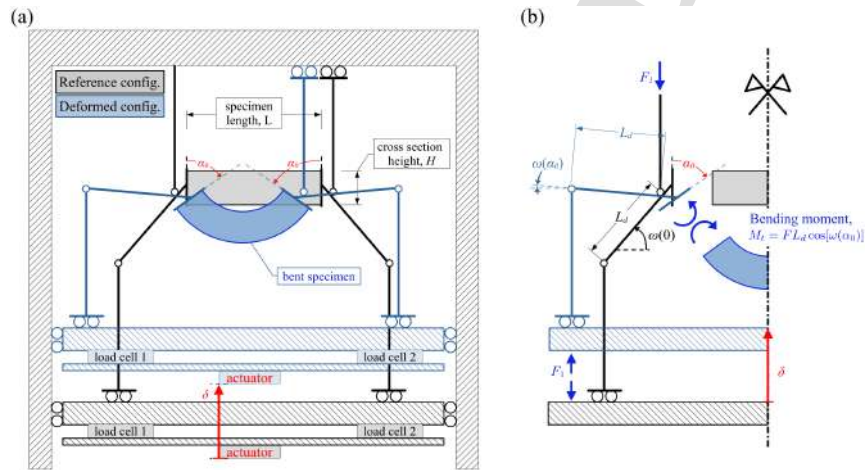 (a)
Reference config.
Deformed config.
specimen
length, L
cross section
height, H
α₀
α₀
bent specimen
load cell 1
load cell 2
actuator
δ
load cell 1
load cell 2
actuator
(b)
F₁
L_d
ω(α₀)
α₀
L_d
ω(0)
Bending moment,
M_t = FL_d cos[ω(α₀)]
F₁
δ